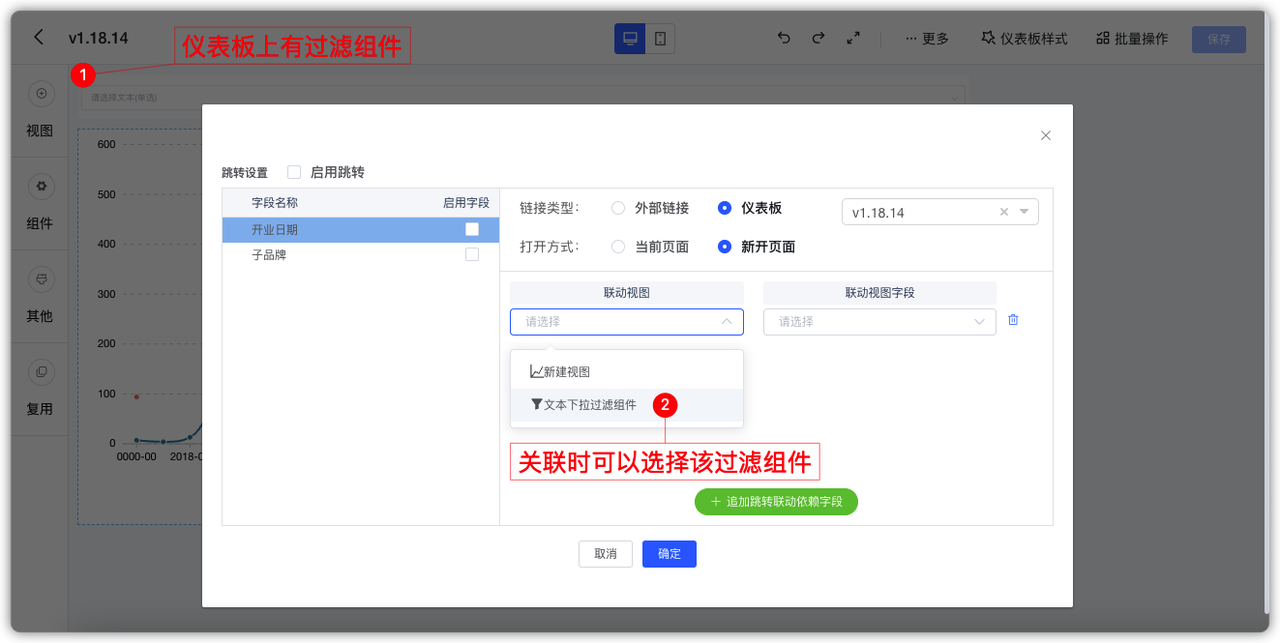 v1.18.14
仪表板上有过滤组件
··· 更多
仪表板样式
批量操作
保存
1
请选择文本(单选)
视图
组件
其他
复用
600
500
400
300
200
100
0
0000-00
2018-0
跳转设置
启用跳转
字段名称
启用字段
开业日期
子品牌
链接类型:
外部链接
仪表板
v1.18.14
打开方式:
当前页面
新开页面
联动视图
联动视图字段
请选择
请选择
新建视图
文本下拉过滤组件
2
关联时可以选择该过滤组件
+ 追加跳转联动依赖字段
取消
确定